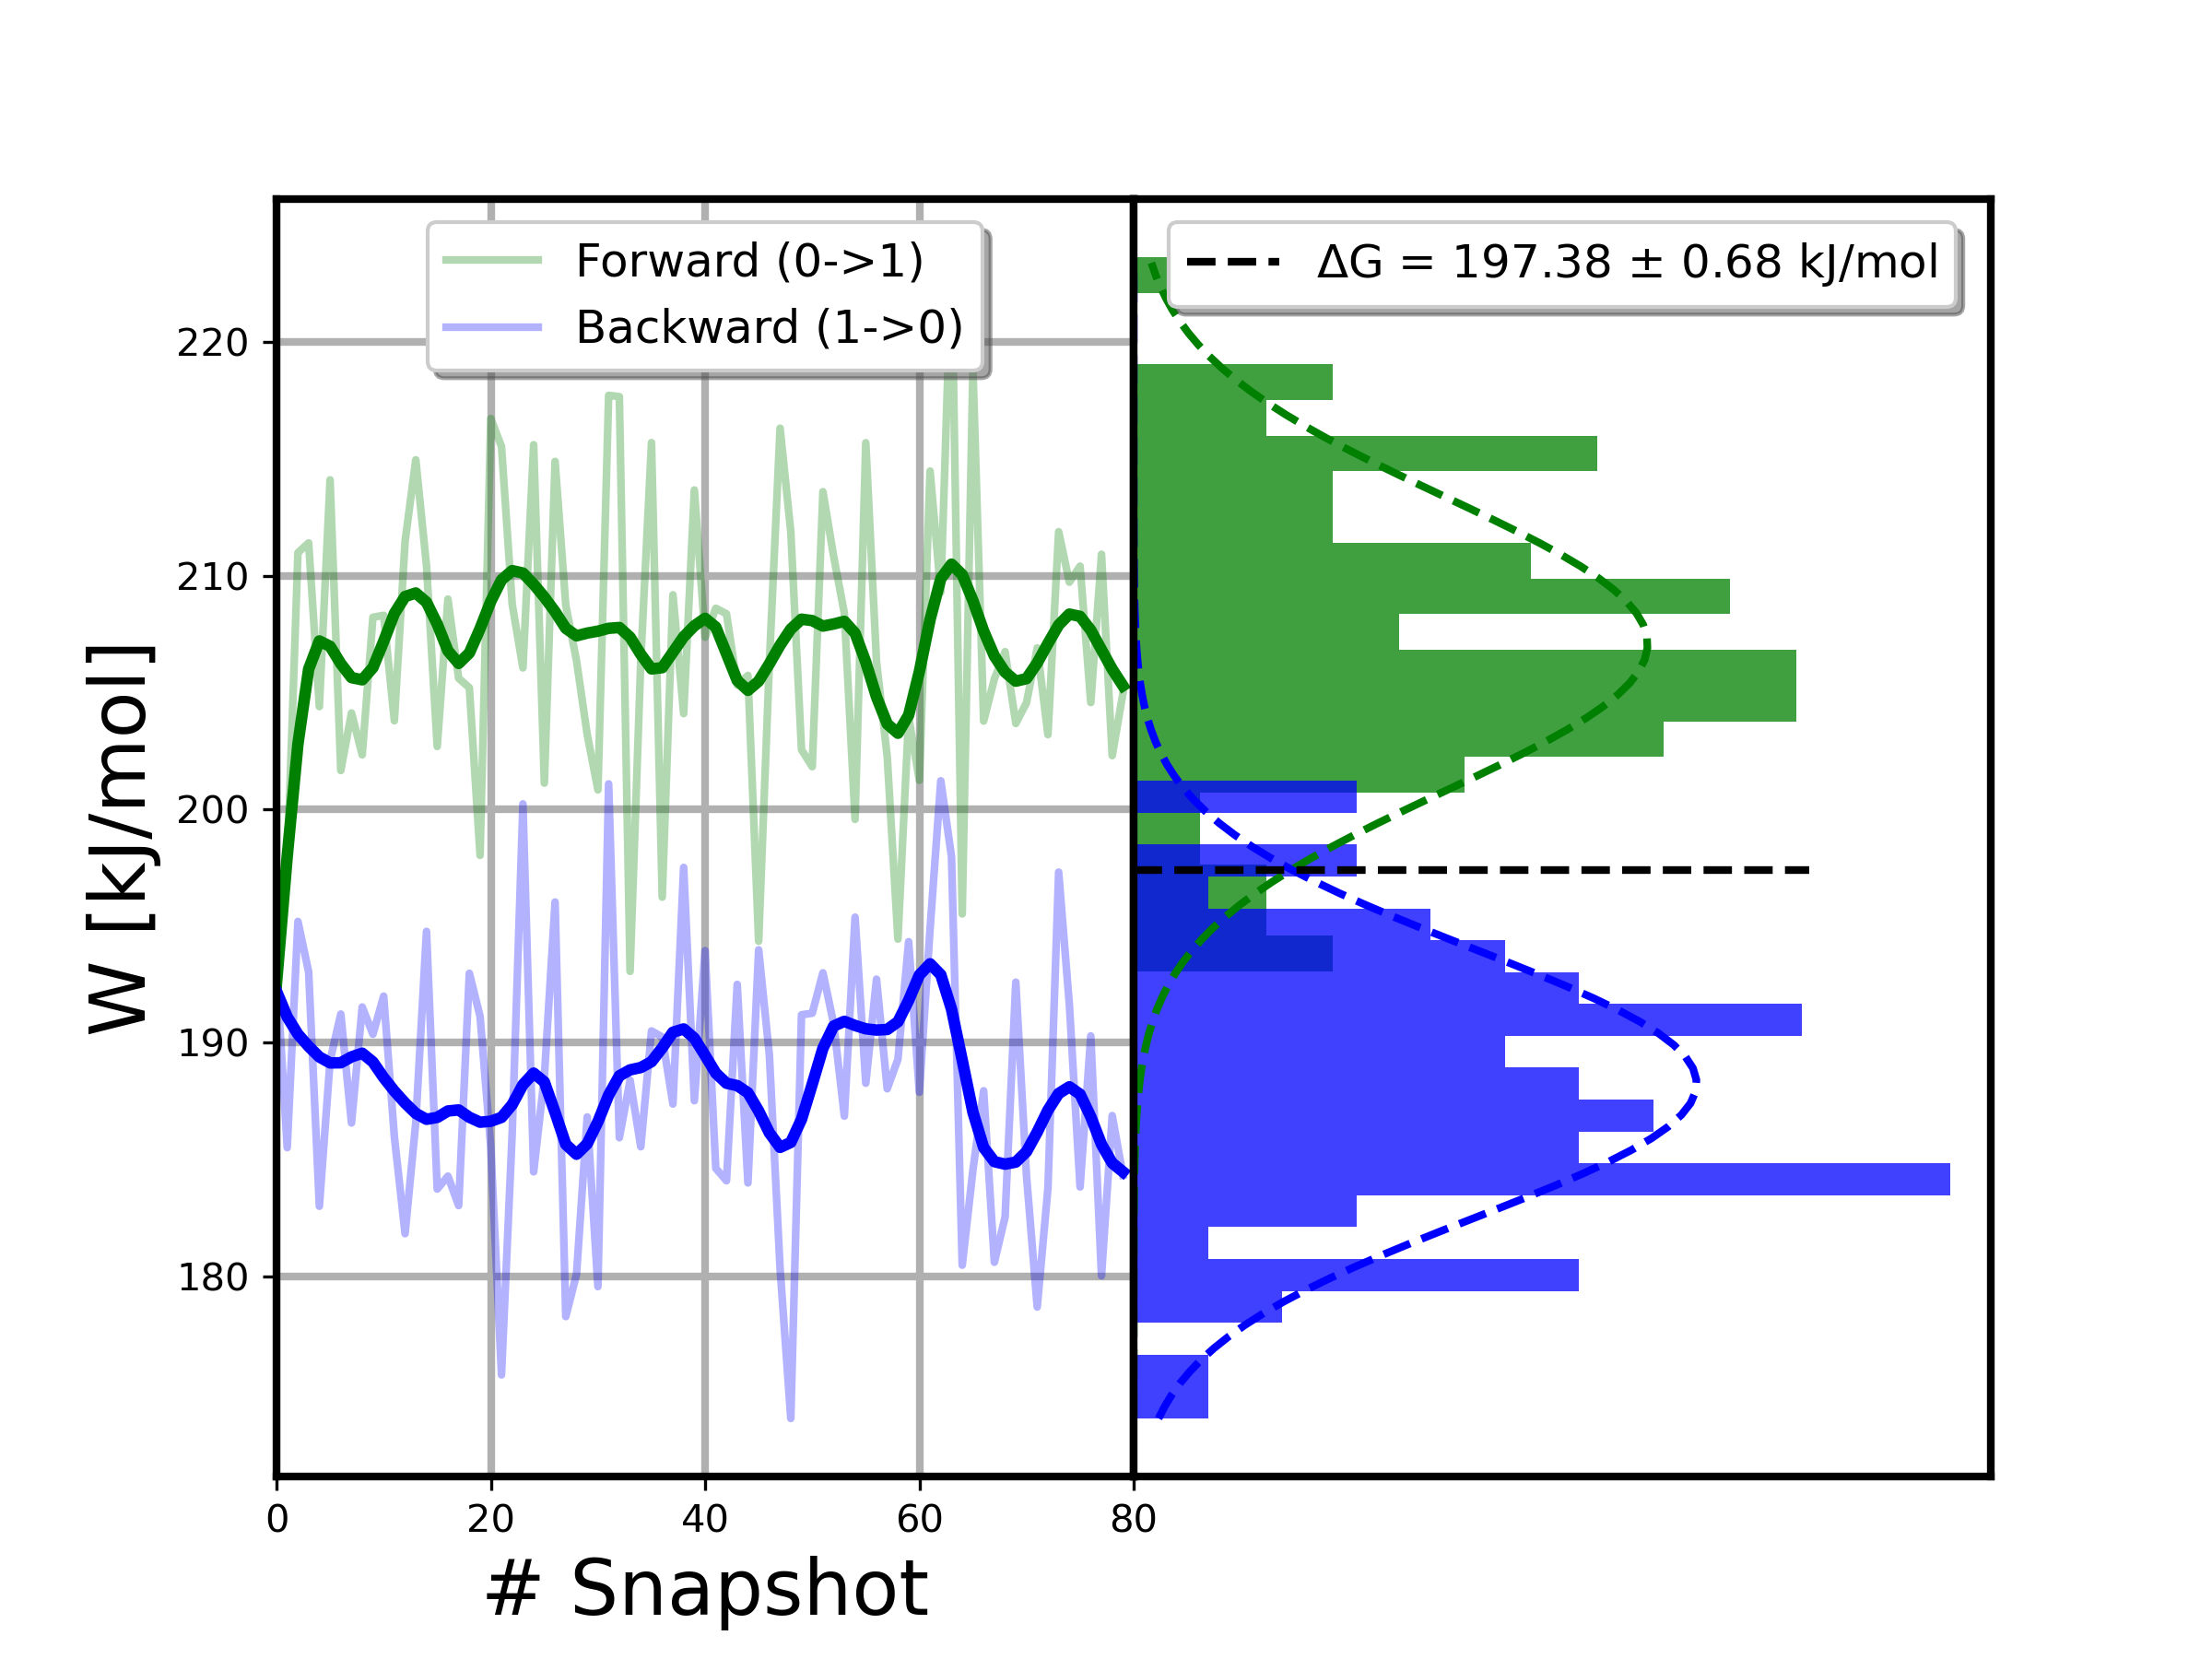 Forward (0->1)
Backward (1->0)
ΔG = 197.38 ± 0.68 kJ/mol
W [kJ/mol]
220
210
200
190
180
0 20 40 60 80
# Snapshot